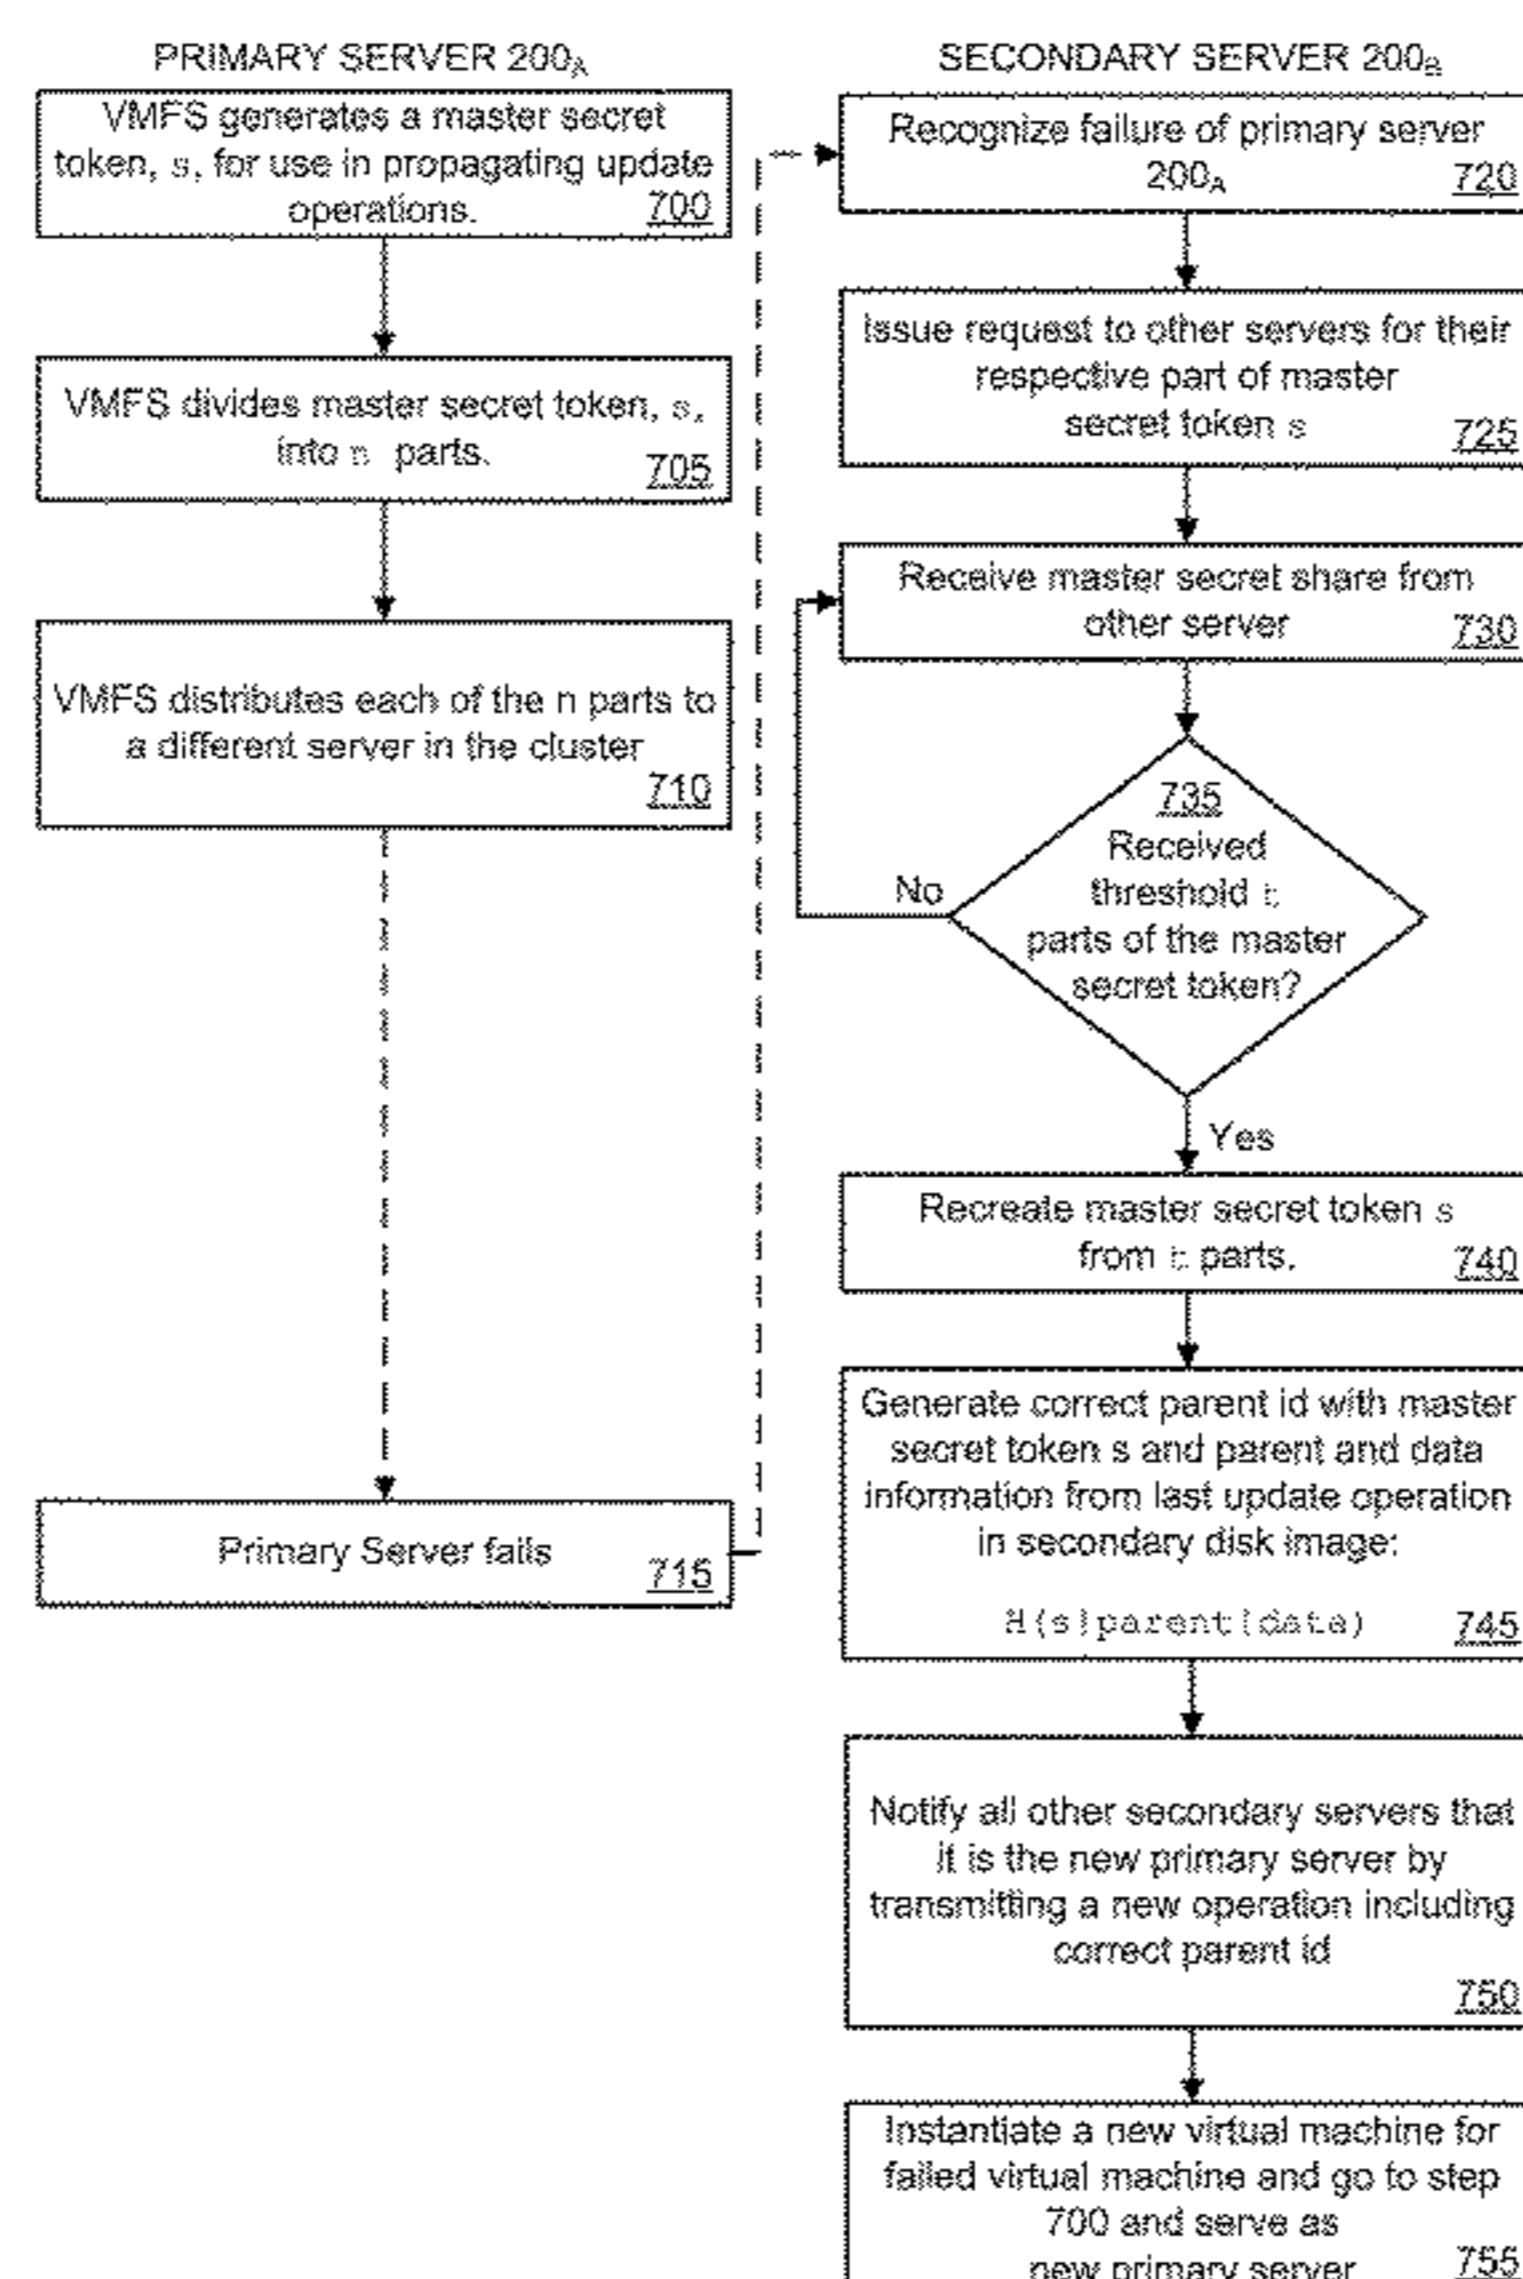 PRIMARY SERVER 200A
VMFS generates a master secret
token, s, for use in propagating update
operations. 700
VMFS divides master secret token, s,
into n parts. 705
VMFS distributes each of the n parts to
a different server in the cluster
710
Primary Server fails 715
SECONDARY SERVER 200B
Recognize failure of primary server
200A 720
Issue request to other servers for their
respective part of master
secret token s 725
Receive master secret share from
other server 730
735
Received
threshold t
parts of the master
secret token?
No
Yes
Recreate master secret token s
from t parts. 740
Generate correct parent id with master
secret token s and parent and data
information from last update operation
in secondary disk image:
H(s|parent|data) 745
Notify all other secondary servers that
it is the new primary server by
transmitting a new operation including
correct parent id
750
Instantiate a new virtual machine for
failed virtual machine and go to step
700 and serve as
new primary server 755